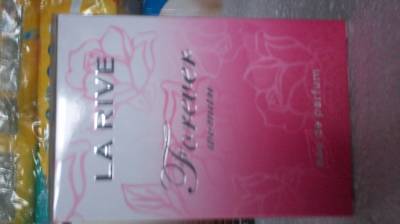 LA RIVE
Forever
woman
eau de parfum